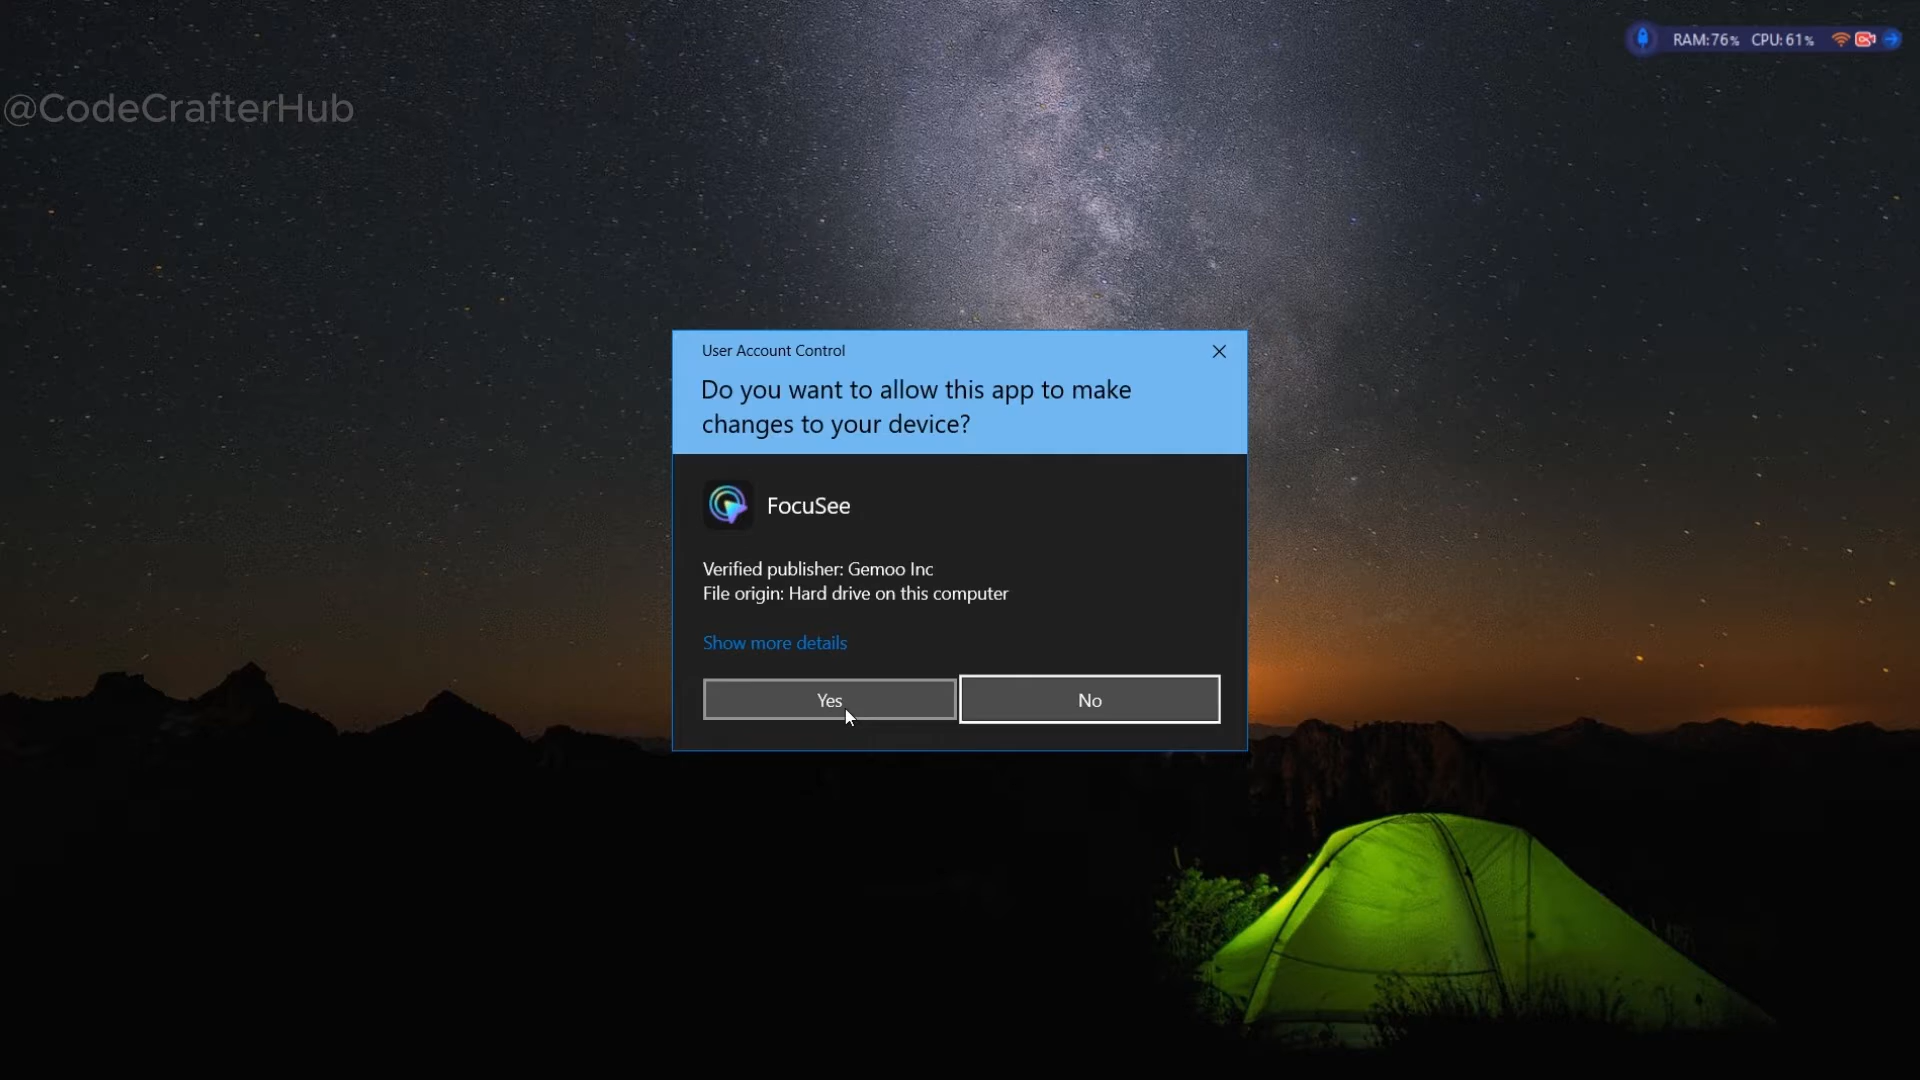 RAM:76% CPU:61%
@CodeCrafterHub
User Account Control
Do you want to allow this app to make
changes to your device?
FocuSee
Verified publisher: Gemoo Inc
File origin: Hard drive on this computer
Show more details
Yes
No